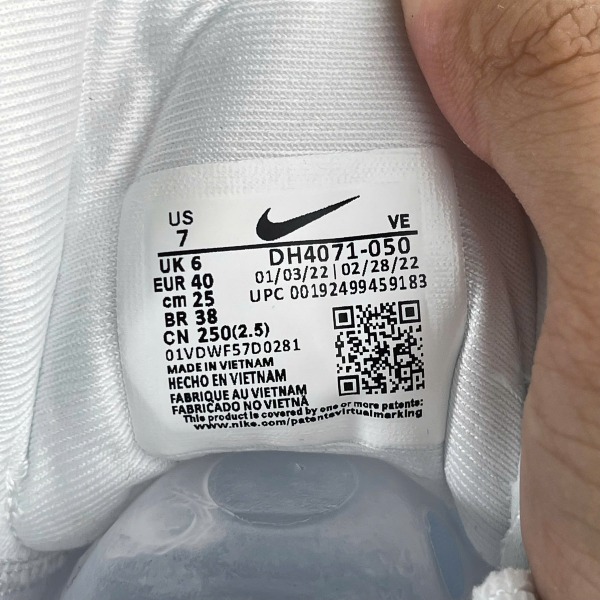 US
7
VE
UK 6
DH4071-050
EUR 40
01/03/22 | 02/28/22
cm 25
UPC 00192499459183
BR 38
CN 250(2.5)
01VDWF57D0281
MADE IN VIETNAM
HECHO EN VIETNAM
FABRIQUE AU VIETNAM
FABRICADO NO VIETNÃ
This product is covered by one or more patents:
www.nike.com/patentsvirtualmarking